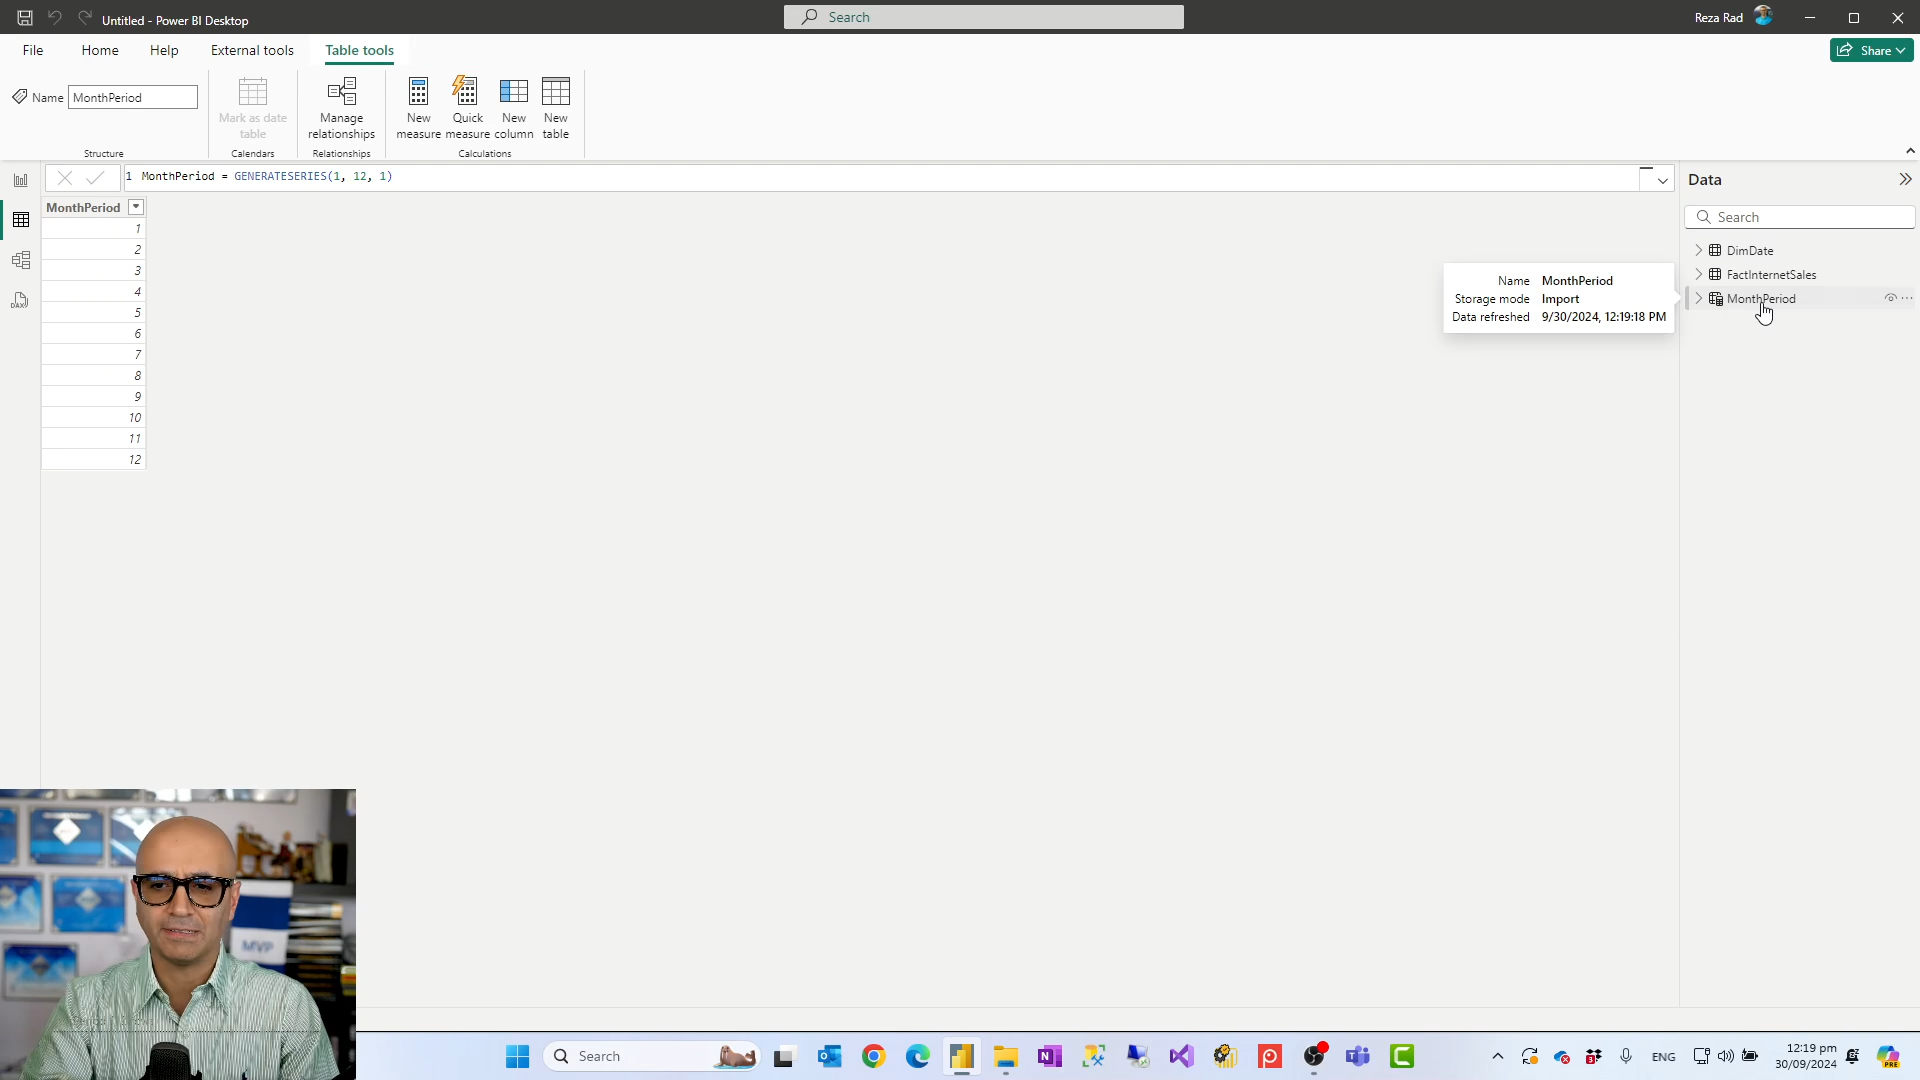 Untitled - Power BI Desktop
Search
Reza Rad
File
Home
Help
External tools
Table tools
Share
Name
MonthPeriod
Mark as date
table
Manage
relationships
New
measure
Quick
measure
New
column
New
table
Structure
Calendars
Relationships
Calculations
1 MonthPeriod = GENERATESERIES(1, 12, 1)
Data
MonthPeriod
1
2
3
4
5
6
7
8
9
10
11
12
Search
DimDate
FactInternetSales
MonthPeriod
Name MonthPeriod
Storage mode Import
Data refreshed 9/30/2024, 12:19:18 PM
DAX
MVP
Search
ENG
12:19 pm
30/09/2024
PRE